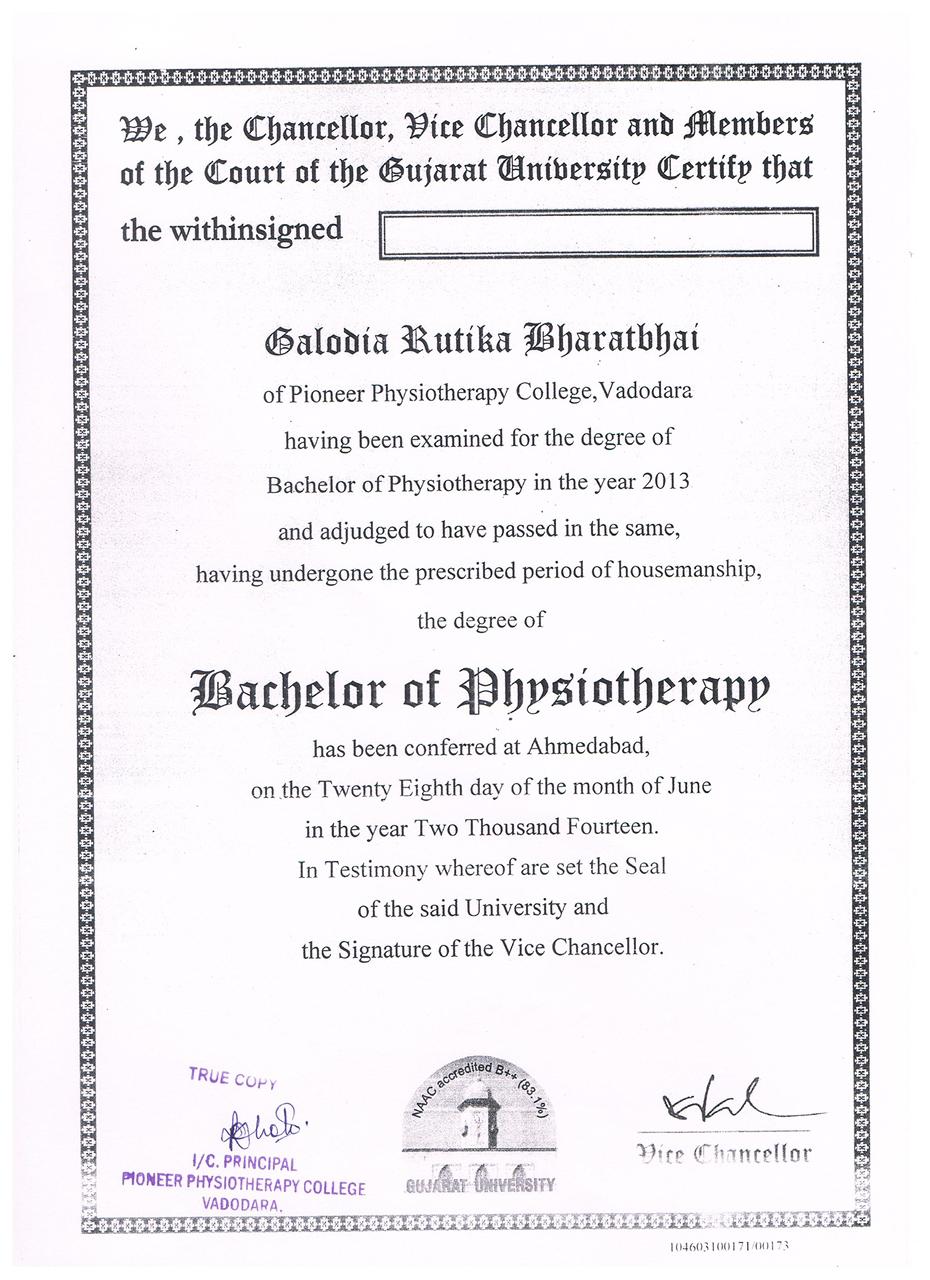 We , the Chancellor, Vice Chancellor and Members
of the Court of the Gujarat University Certify that
the withinsigned
Galodia Rutika Bharatbhai
of Pioneer Physiotherapy College,Vadodara
having been examined for the degree of
Bachelor of Physiotherapy in the year 2013
and adjudged to have passed in the same,
having undergone the prescribed period of housemanship,
the degree of
Bachelor of Physiotherapy
has been conferred at Ahmedabad,
on the Twenty Eighth day of the month of June
in the year Two Thousand Fourteen.
In Testimony whereof are set the Seal
of the said University and
the Signature of the Vice Chancellor.
TRUE COPY
I/C. PRINCIPAL
PIONEER PHYSIOTHERAPY COLLEGE
VADODARA.
NAAC accredited B++ (83.1%)
GUJARAT UNIVERSITY
Vice Chancellor
104603100171/00173